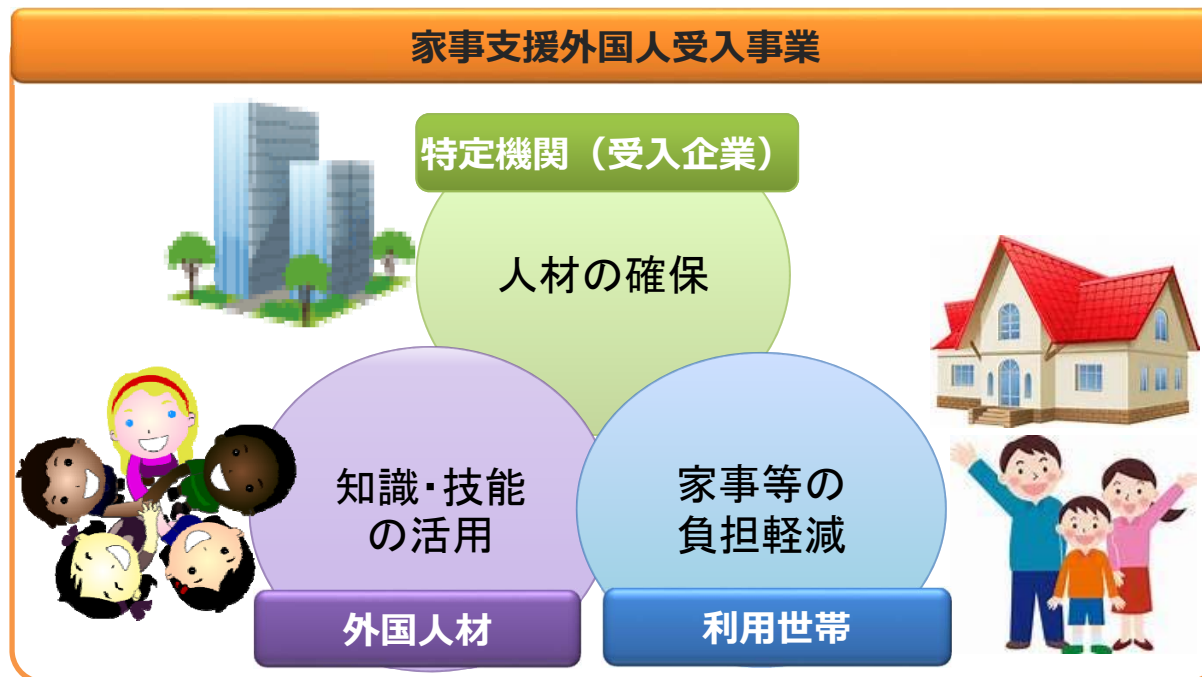 家事支援外国人受入事業
特定機関（受入企業）
人材の確保
知識・技能
の活用
外国人材
家事等の
負担軽減
利用世帯